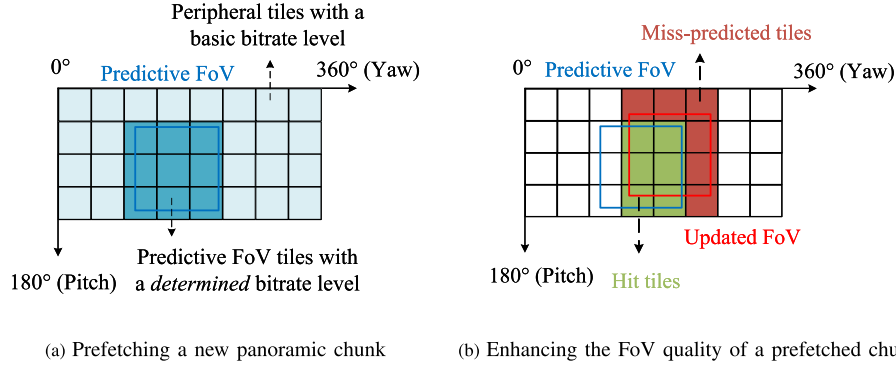 Peripheral tiles with a
basic bitrate level
0°
Predictive FoV
360° (Yaw)
Predictive FoV tiles with
a determined bitrate level
180° (Pitch)
(a) Prefetching a new panoramic chunk
Miss-predicted tiles
0°
Predictive FoV
360° (Yaw)
Updated FoV
180° (Pitch)
Hit tiles
(b) Enhancing the FoV quality of a prefetched chu